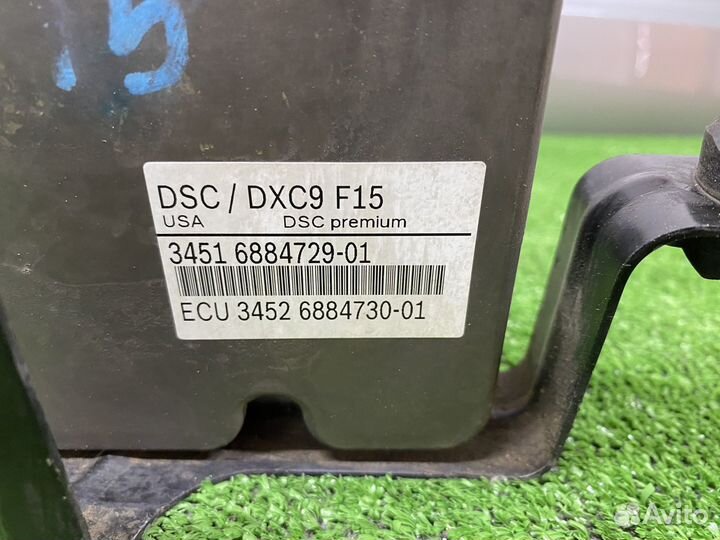 15
DSC / DXC9 F15
USA DSC premium
3451 6884729-01
ECU 3452 6884730-01
Avito